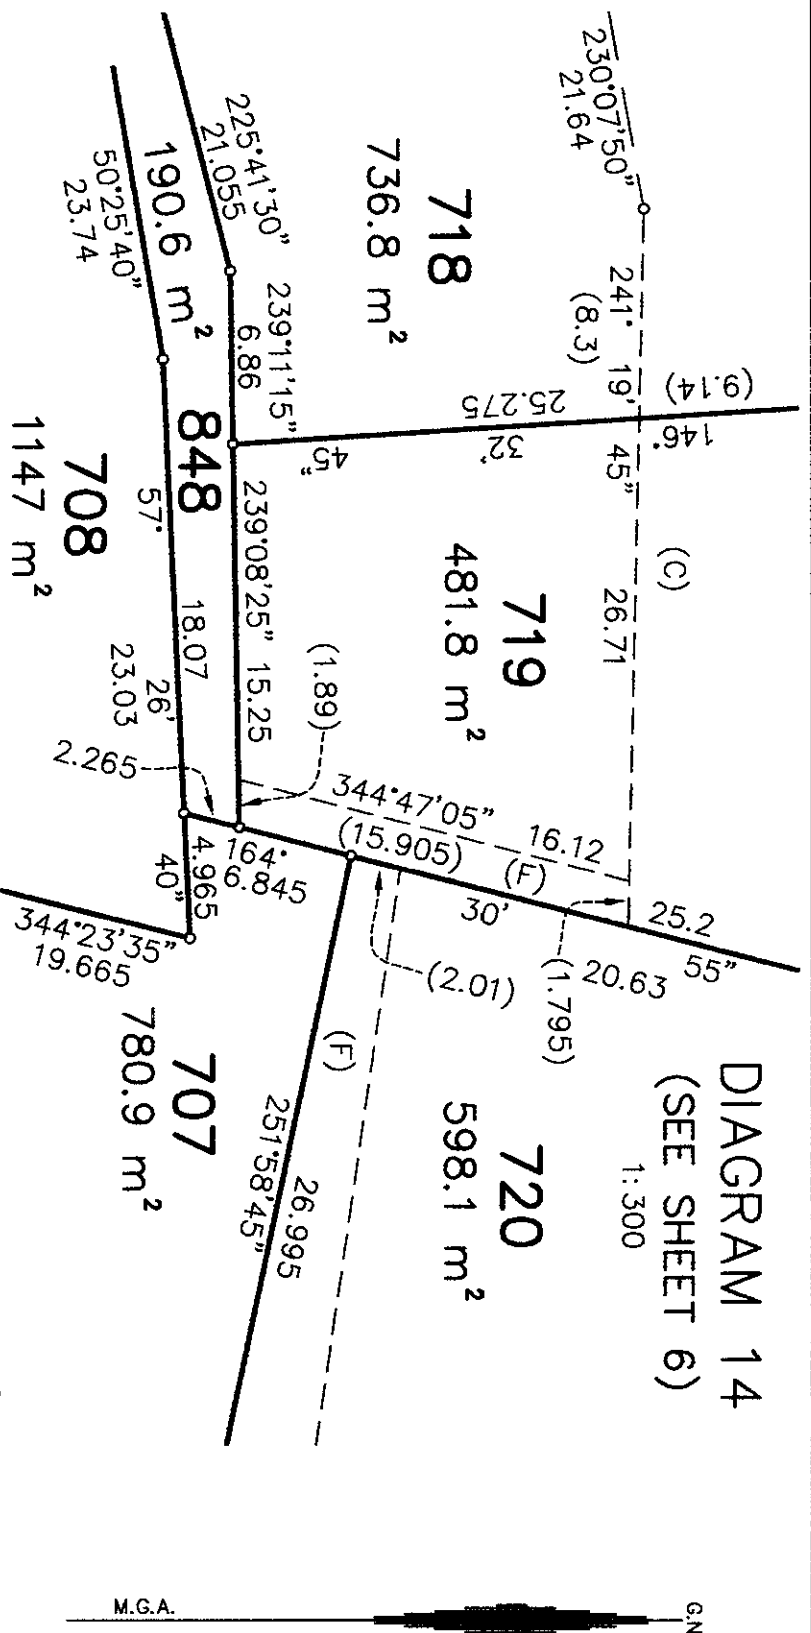 DIAGRAM 14
(SEE SHEET 6)
1:300
230°07'50"
21.64
241° 19' 45"
(8.3)
(C)
26.71
(9.14)
146° 32' 45"
25.275
718
736.8 m²
719
481.8 m²
720
598.1 m²
225°41'30"
21.055
239°11'15"
6.86
239°08'25" 15.25
(1.89)
344°47'05"
(15.905)
16.12
(F)
30'
25.2
55"
20.63
(1.795)
(2.01)
164°
6.845
190.6 m²
848
50°25'40"
23.74
57° 26' 40"
18.07
23.03
2.265
4.965
708
1147 m²
344°23'35"
19.665
(F)
26.995
251°58'45"
707
780.9 m²
M.G.A.
G.N